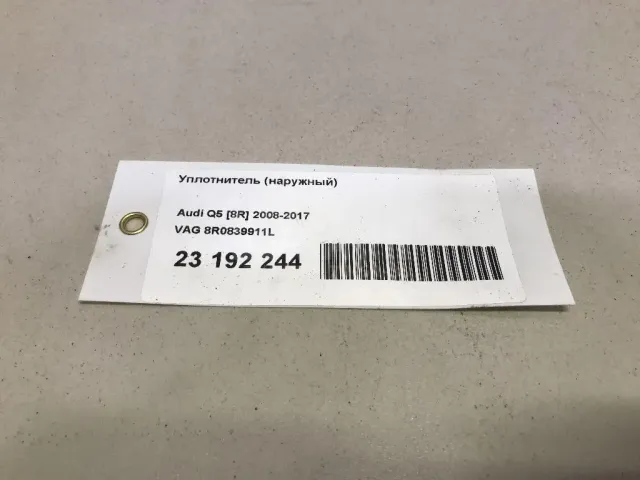 Уплотнитель (наружный)
Audi Q5 [8R] 2008-2017
VAG 8R0839911L
23 192 244